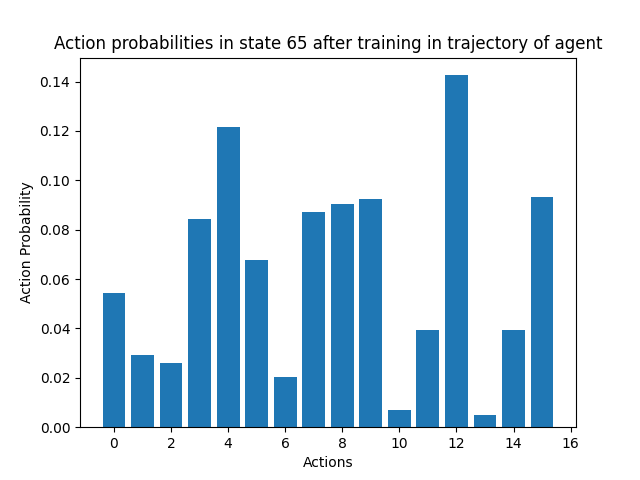 Action probabilities in state 65 after training in trajectory of agent
0.14
0.12
0.10
0.08
0.06
0.04
0.02
0.00
Action Probability
0 2 4 6 8 10 12 14 16
Actions